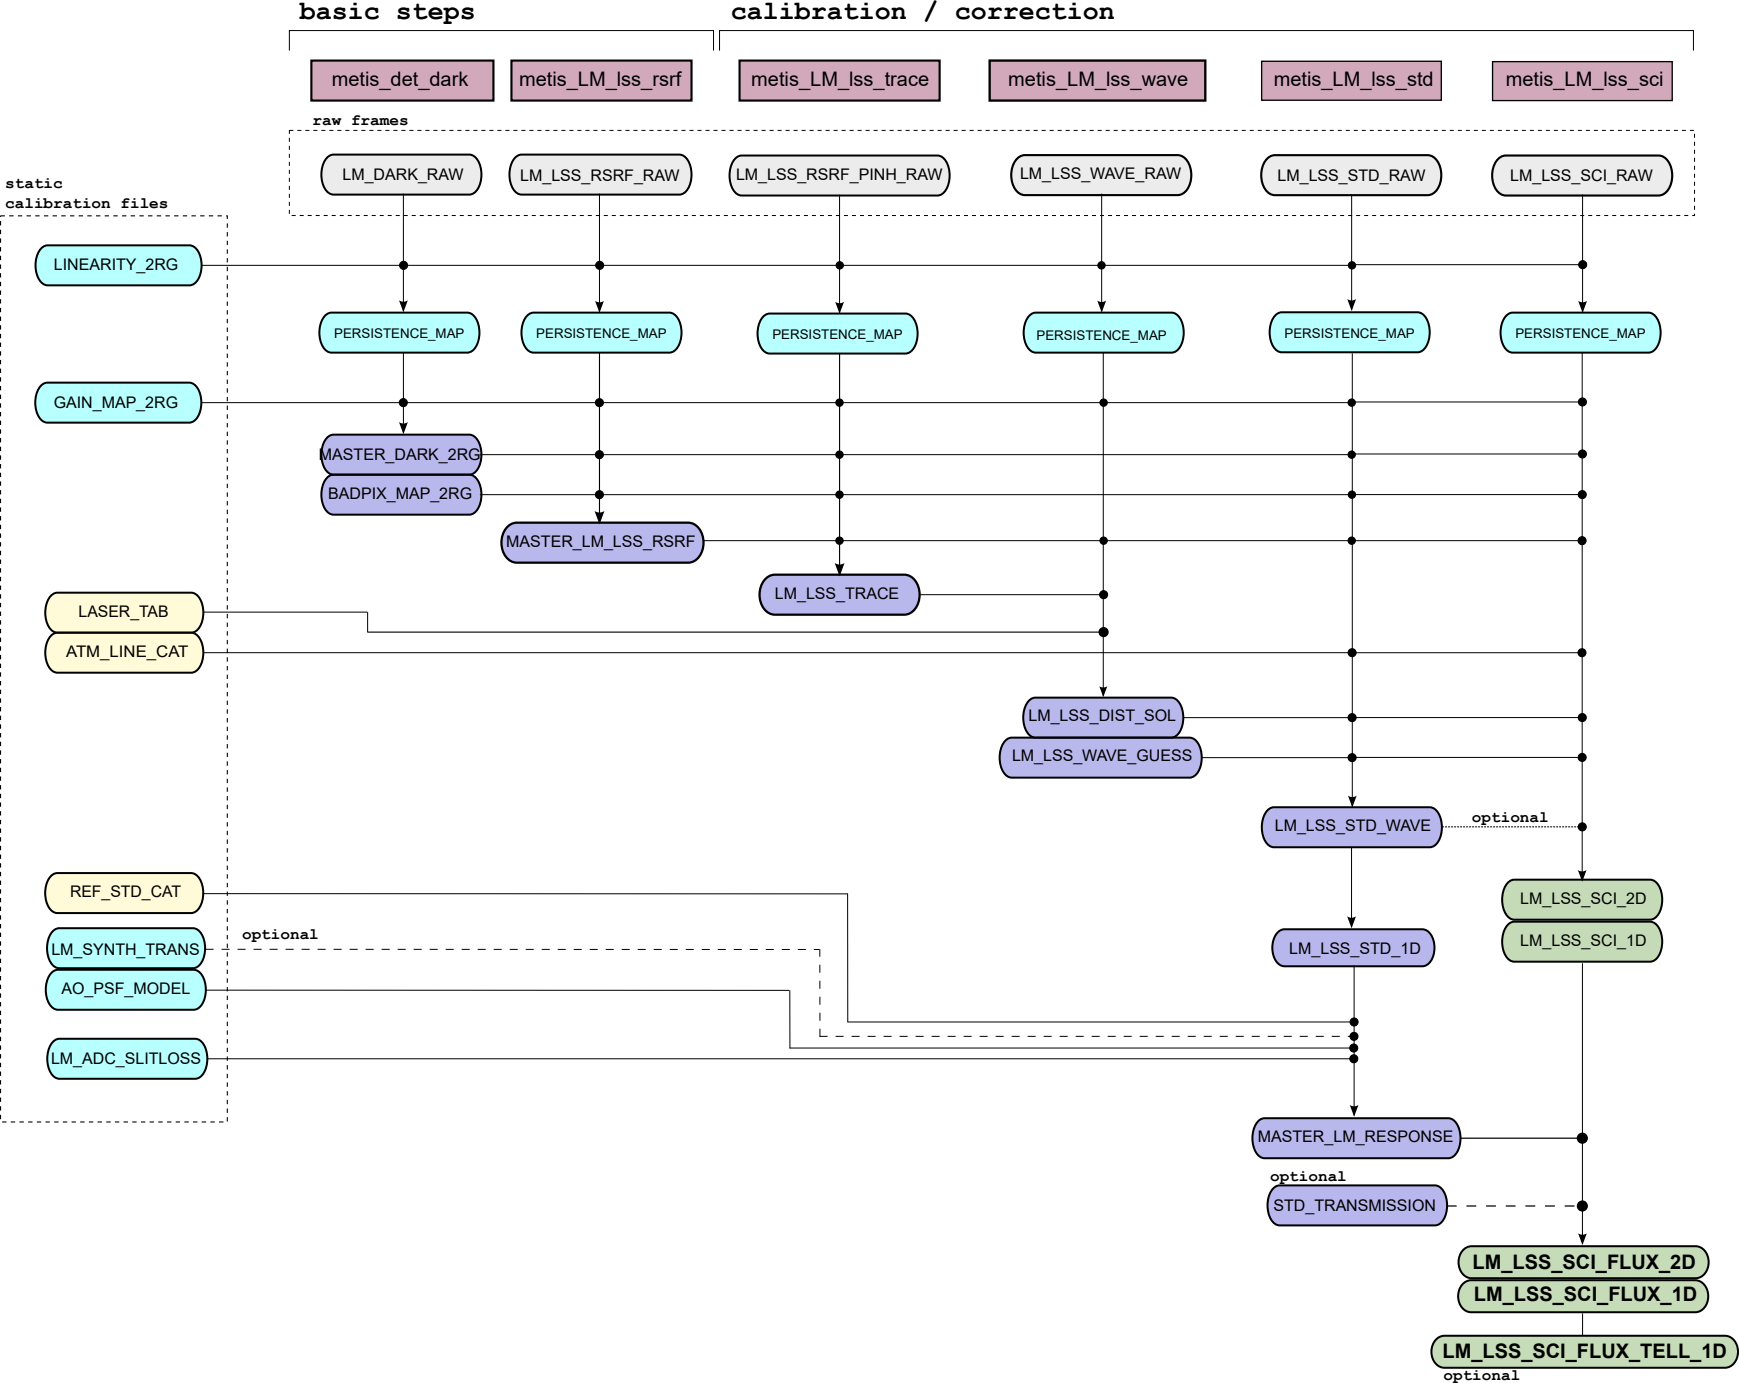 basic steps
calibration / correction
metis_det_dark
metis_LM_lss_rsrf
metis_LM_lss_trace
metis_LM_lss_wave
metis_LM_lss_std
metis_LM_lss_sci
raw frames
LM_DARK_RAW
LM_LSS_RSRF_RAW
LM_LSS_RSRF_PINH_RAW
LM_LSS_WAVE_RAW
LM_LSS_STD_RAW
LM_LSS_SCI_RAW
static
calibration files
LINEARITY_2RG
PERSISTENCE_MAP
PERSISTENCE_MAP
PERSISTENCE_MAP
PERSISTENCE_MAP
PERSISTENCE_MAP
PERSISTENCE_MAP
GAIN_MAP_2RG
MASTER_DARK_2RG
BADPIX_MAP_2RG
MASTER_LM_LSS_RSRF
LM_LSS_TRACE
LASER_TAB
ATM_LINE_CAT
LM_LSS_DIST_SOL
LM_LSS_WAVE_GUESS
LM_LSS_STD_WAVE
optional
REF_STD_CAT
LM_LSS_SCI_2D
LM_SYNTH_TRANS
optional
LM_LSS_STD_1D
LM_LSS_SCI_1D
AO_PSF_MODEL
LM_ADC_SLITLOSS
MASTER_LM_RESPONSE
optional
STD_TRANSMISSION
LM_LSS_SCI_FLUX_2D
LM_LSS_SCI_FLUX_1D
LM_LSS_SCI_FLUX_TELL_1D
optional